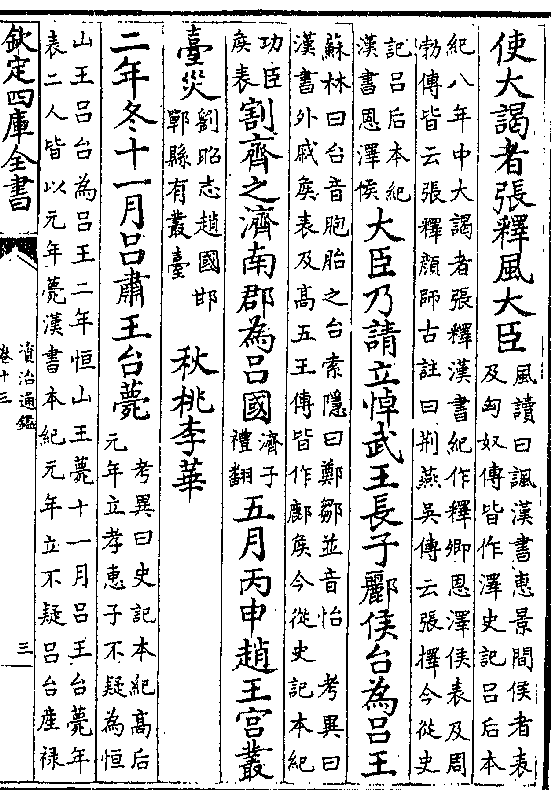 使大謁者張釋風大臣風讀曰諷漢書惠景間侯者表
及匈奴傳皆作澤史記呂后本
紀八年中大謁者張釋漢書紀作釋卿恩澤侯表及周
勃傳皆云張釋顔師古註曰荆燕吳傳云張擇今從史
記呂后本紀
漢書恩澤侯大臣乃請立悼武王長子酈侯台為呂王
蘇林曰台音胞胎之台索隱曰鄭鄒並音怡 考異曰
漢書外戚矦表及高五王傳皆作鄜矦今從史記本紀
功臣
矦表割齊之濟南郡為呂國濟子
禮翻五月丙申趙王宫叢
臺災劉昭志趙國邯
鄲縣有叢臺 秋桃李華
二年冬十一月呂肅王台薨考異曰史記本紀髙后
元年立孝惠子不疑為恒
山王呂台為呂王二年恒山王薨十一月呂王台薨年
表二人皆以元年薨漢書本紀元年立不疑呂台産禄
欽定四庫全書
資治通鑑
卷十三
三